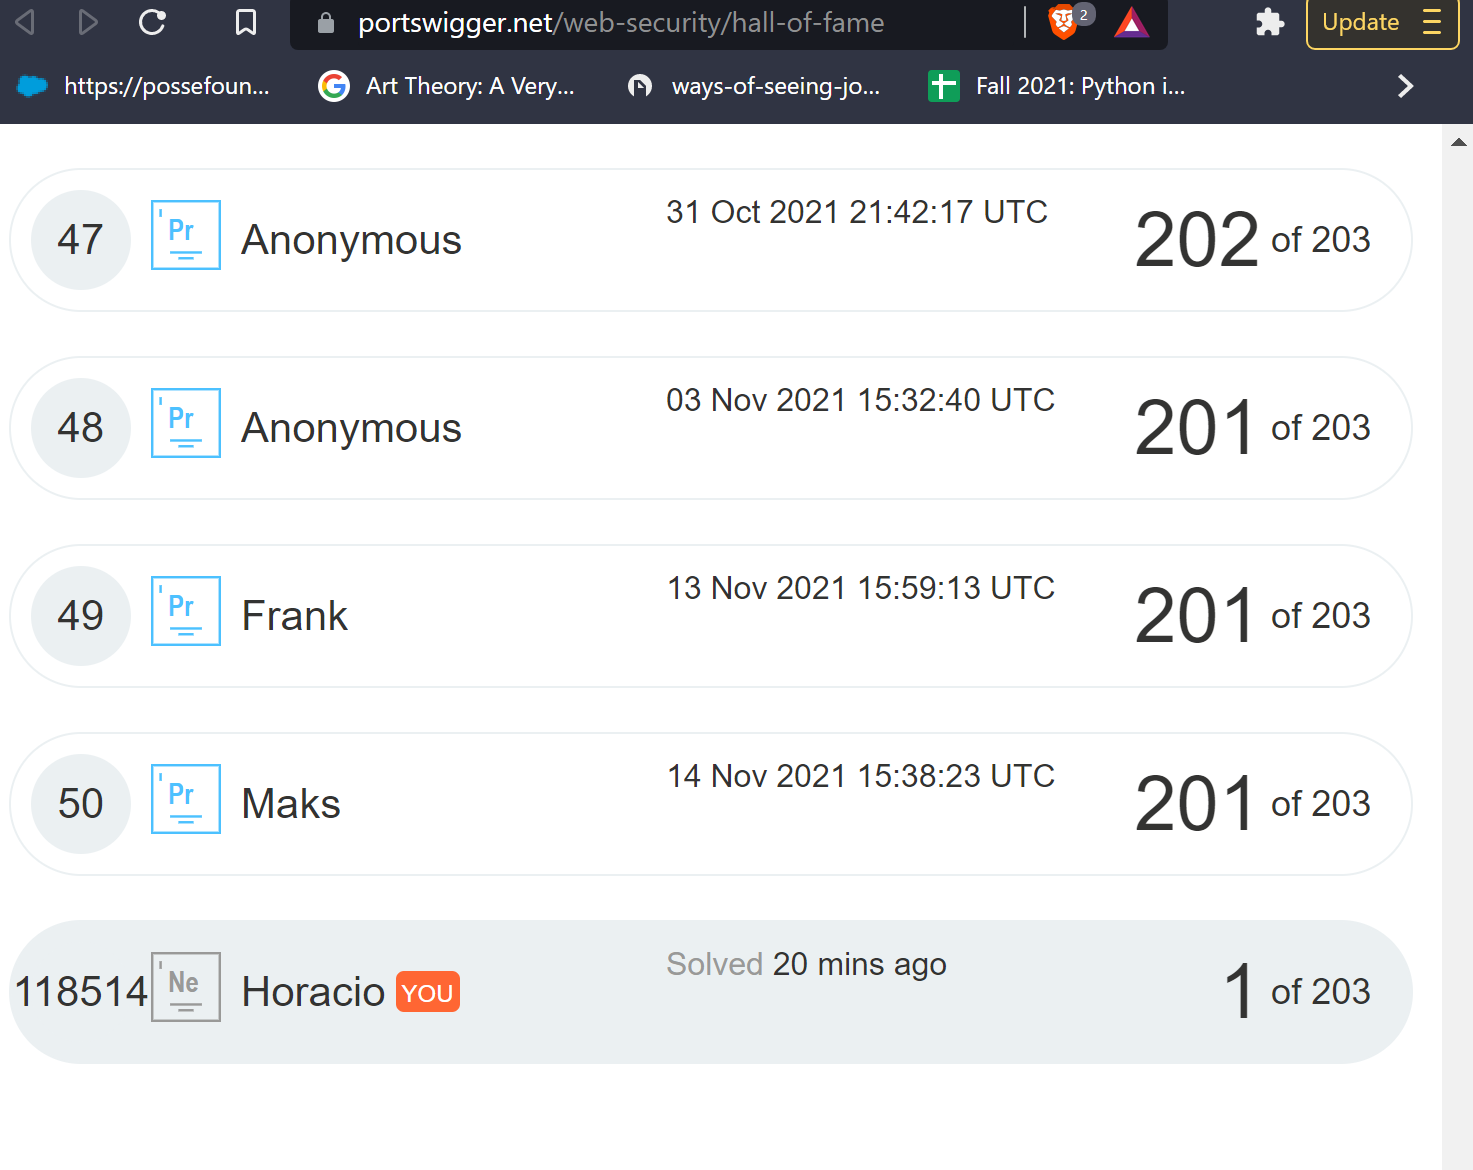 portswigger.net/web-security/hall-of-fame
2
Update
https://possefoun...
Art Theory: A Very...
ways-of-seeing-jo...
Fall 2021: Python i...
47 Pr Anonymous 31 Oct 2021 21:42:17 UTC 202 of 203
48 Pr Anonymous 03 Nov 2021 15:32:40 UTC 201 of 203
49 Pr Frank 13 Nov 2021 15:59:13 UTC 201 of 203
50 Pr Maks 14 Nov 2021 15:38:23 UTC 201 of 203
118514 Ne Horacio YOU Solved 20 mins ago 1 of 203